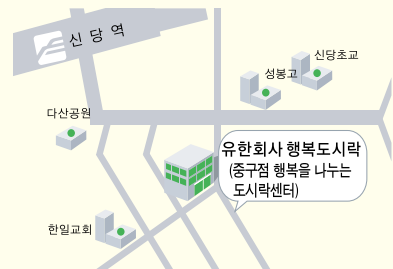 신당역
신당초교
성봉고
다산공원
유한회사 행복도시락
(중구점 행복을 나누는
도시락센터)
한일교회